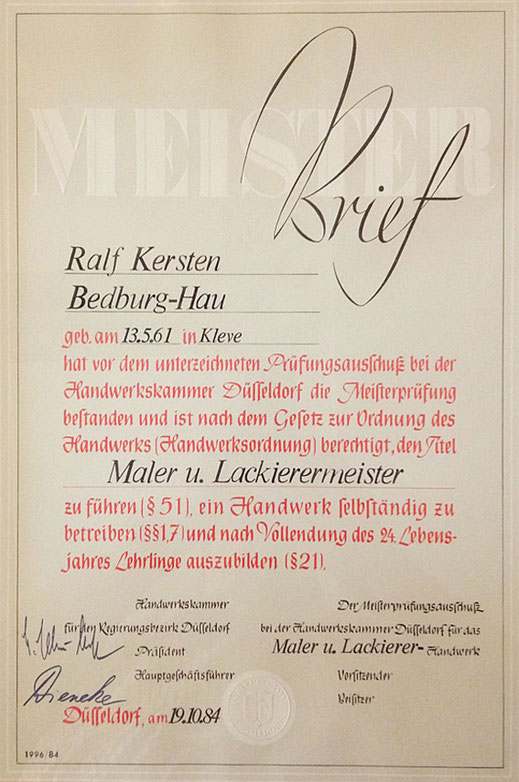 MEISTER
Brief
Ralf Kersten
Bedburg-Hau
geb. am 13.5.61 in Kleve
hat vor dem unterzeichneten Prüfungsausschuß bei der
Handwerkskammer Düsseldorf die Meisterprüfung
bestanden und ist nach dem Gesetz zur Ordnung des
Handwerks (Handwerksordnung) berechtigt, den Titel
Maler u. Lackierermeister
zu führen (§ 51), ein Handwerk selbständig zu
betreiben (§§ 1,7) und nach Vollendung des 24. Lebens-
jahres Lehrlinge auszubilden (§ 21).
Handwerkskammer
für den Regierungsbezirk Düsseldorf
Präsident
Hauptgeschäftsführer
Der Meisterprüfungsausschuß
bei der Handwerkskammer Düsseldorf für das
Maler u. Lackierer-Handwerk
Vorsitzender
Beisitzer
Düsseldorf, am 19.10.84
1996/84